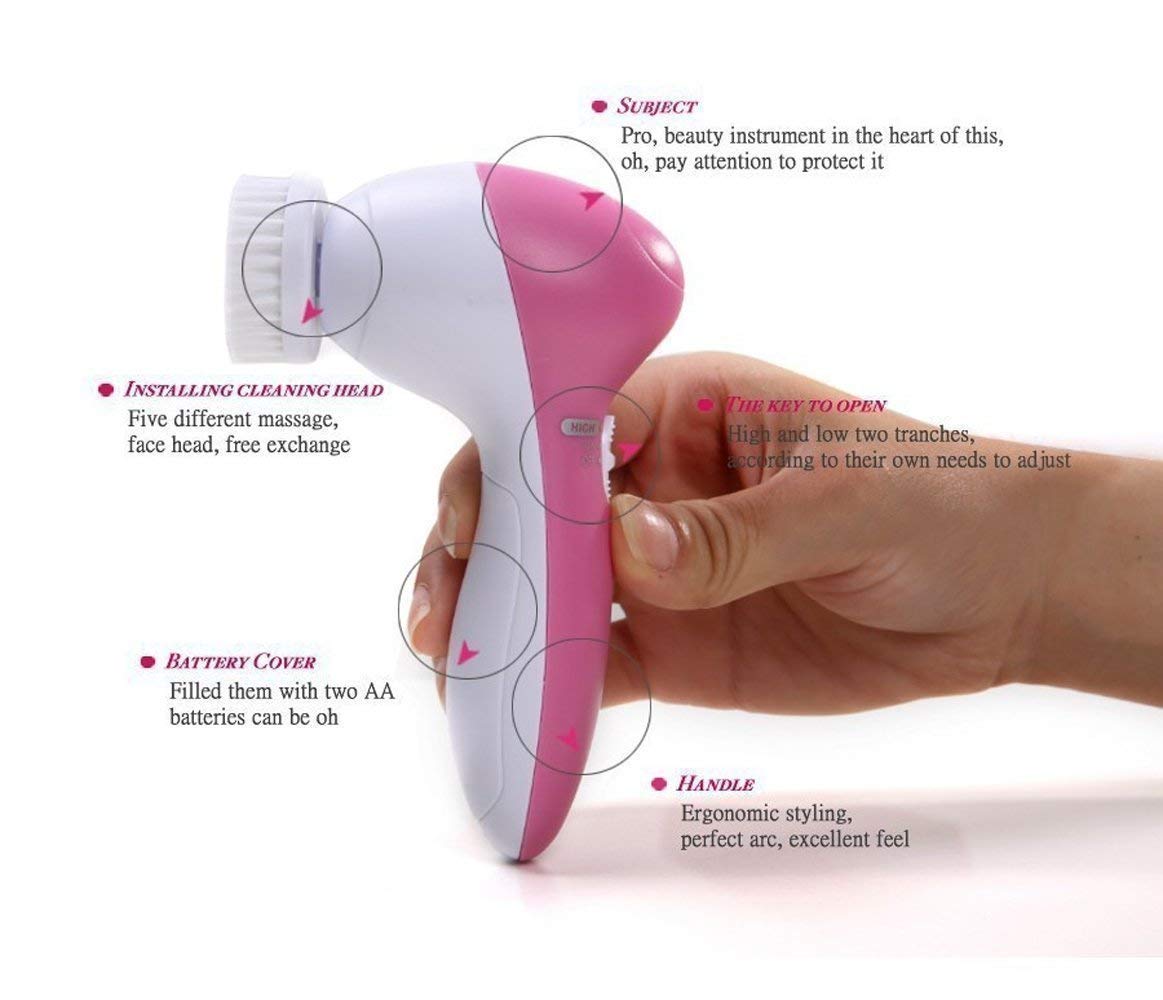 SUBJECT
Pro, beauty instrument in the heart of this,
oh, pay attention to protect it
INSTALLING CLEANING HEAD
Five different massage,
face head, free exchange
THE KEY TO OPEN
High and low two tranches,
according to their own needs to adjust
HIGH
BATTERY COVER
Filled them with two AA
batteries can be oh
HANDLE
Ergonomic styling,
perfect arc, excellent feel